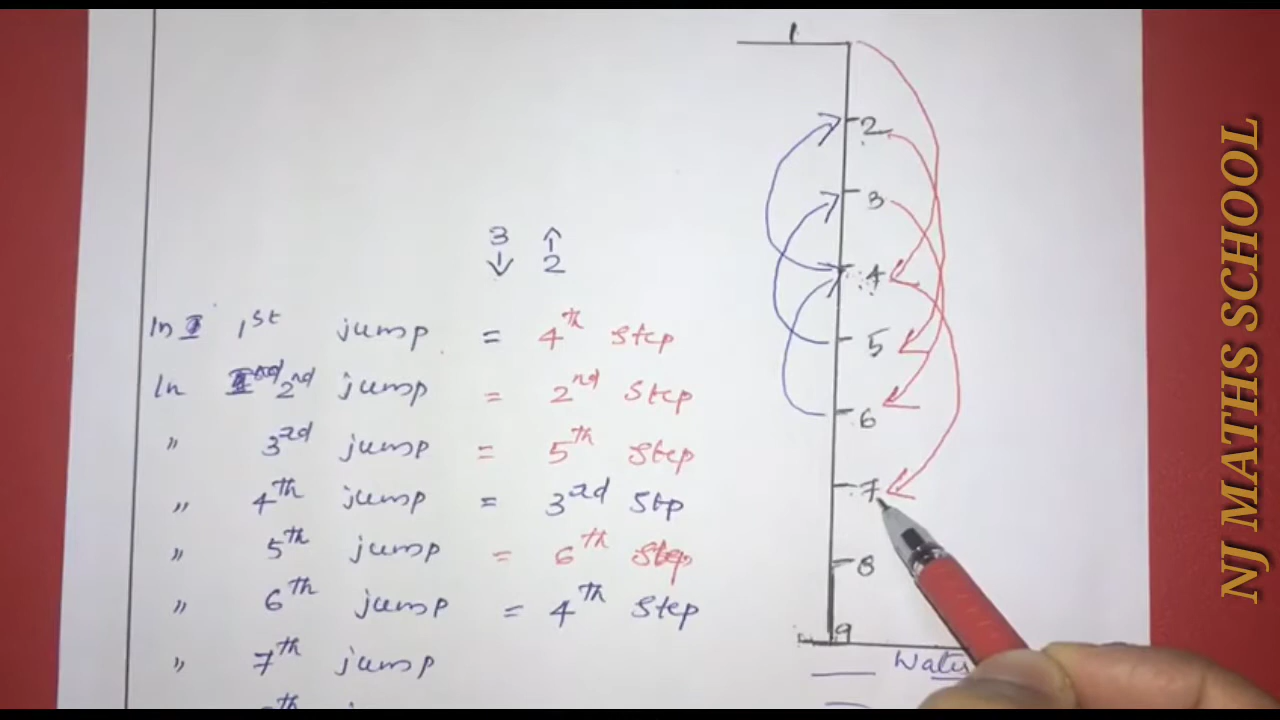 1
2
3
4
5
6
7
8
9
3 2
In 1st jump = 4th Step
In 2nd jump = 2nd Step
" 3rd jump = 5th Step
" 4th jump = 3rd Stp
" 5th jump = 6th Step
" 6th jump = 4th Step
" 7th jump
Water
NJ MATHS SCHOOL